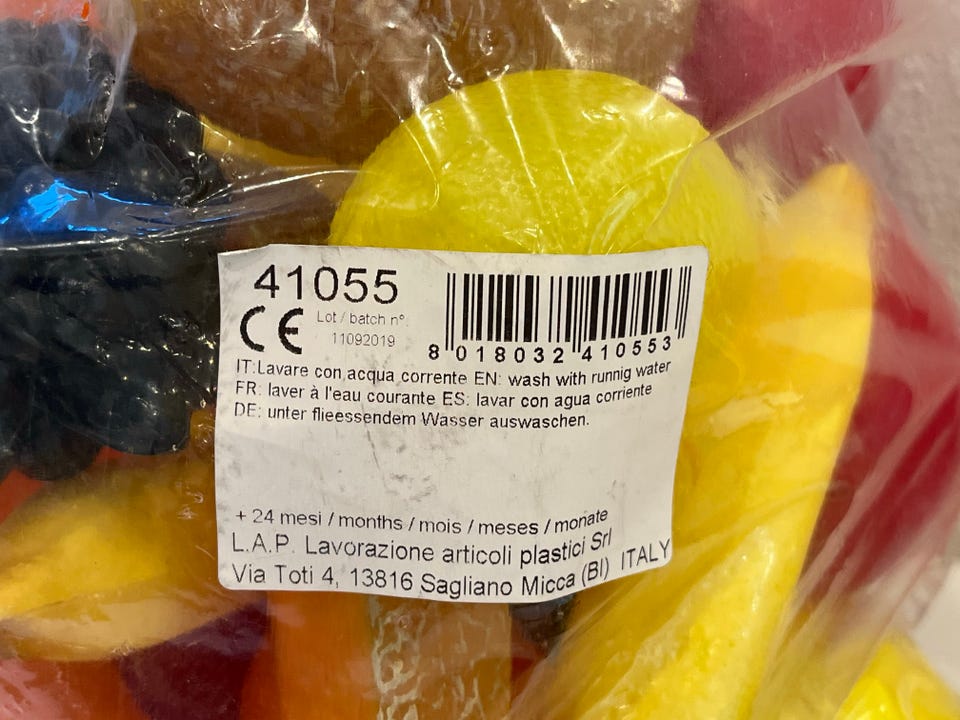 41055
CE
Lot / batch n°
11092019
8 018032 410553
IT:Lavare con acqua corrente EN: wash with runnig water
FR: laver à l'eau courante ES: lavar con agua corriente
DE: unter flieessendem Wasser auswaschen.
+ 24 mesi / months / mois / meses / monate
L.A.P. Lavorazione articoli plastici Srl
Via Toti 4, 13816 Sagliano Micca (BI) ITALY